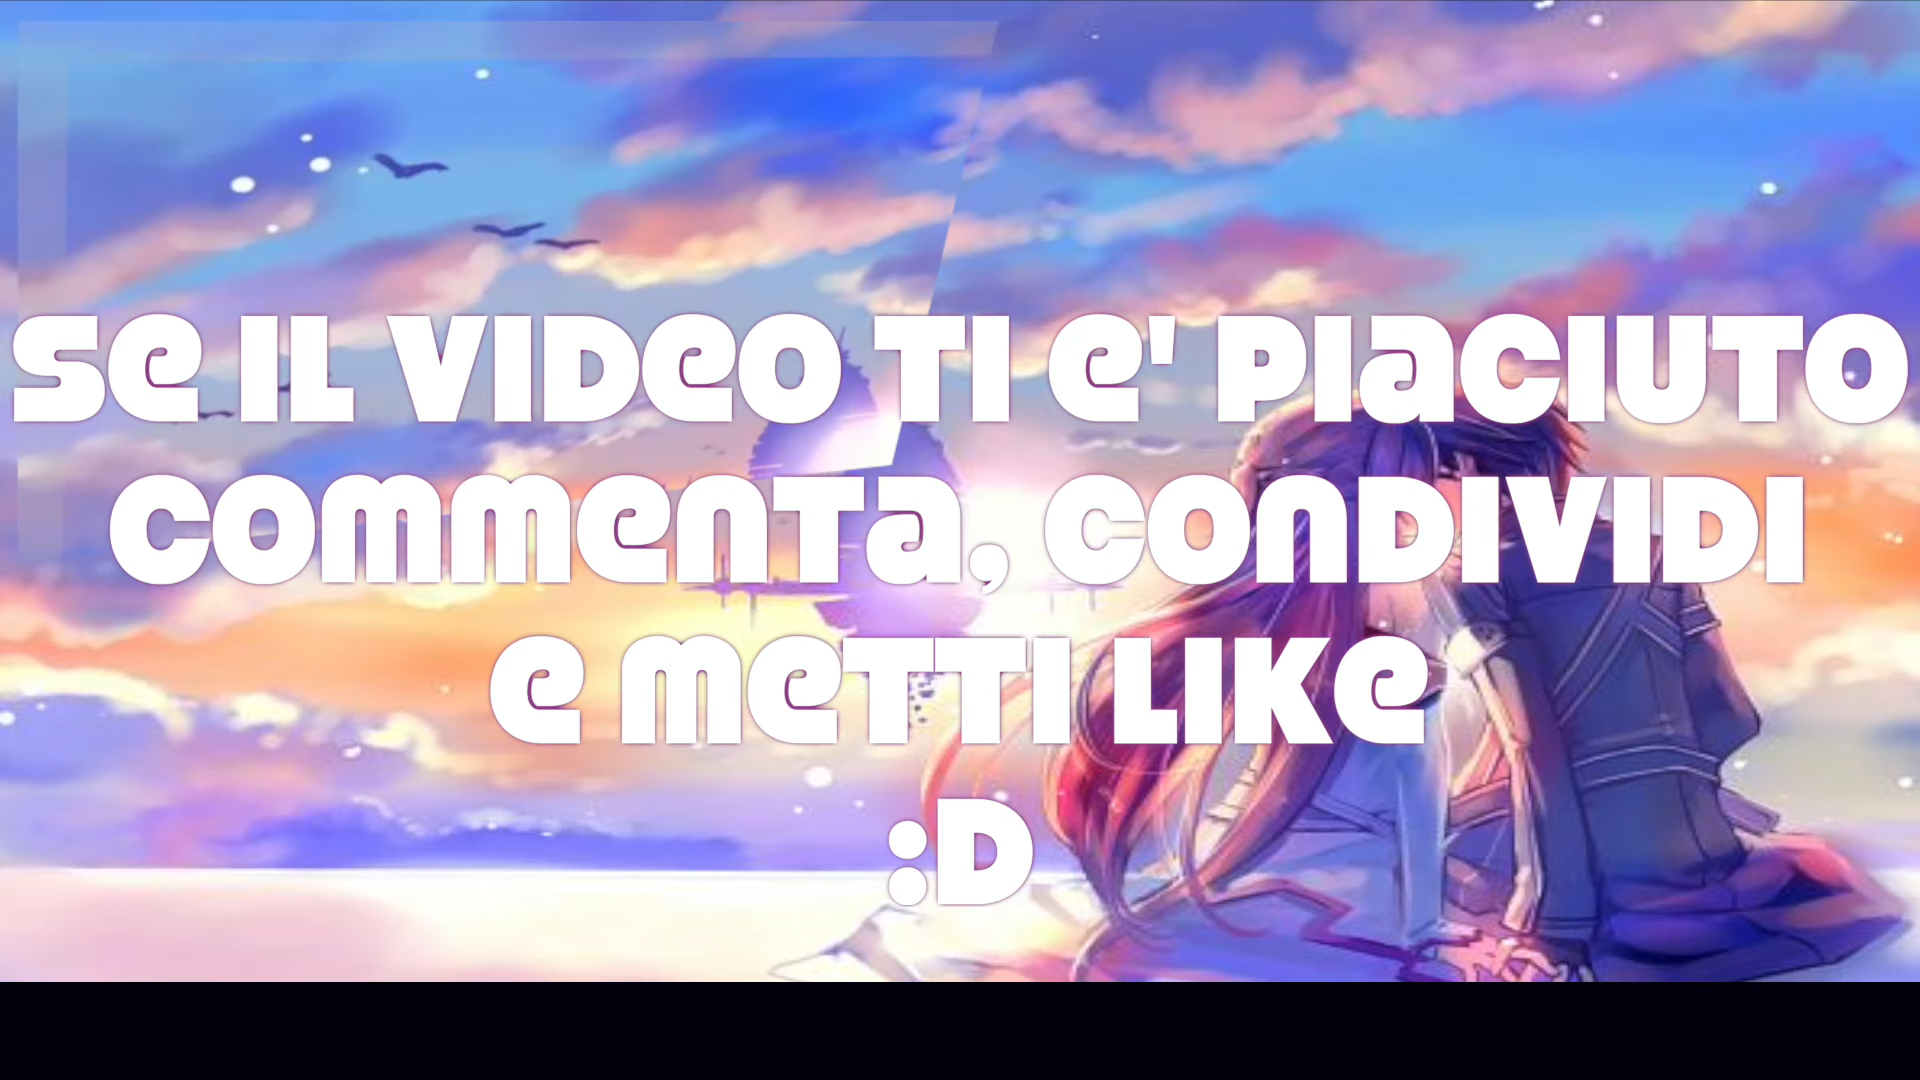 Se IL VIDeO TI e' PIaCIUTO
COmmenTa, COnDIVIDI
e meTTI LIKe
:D